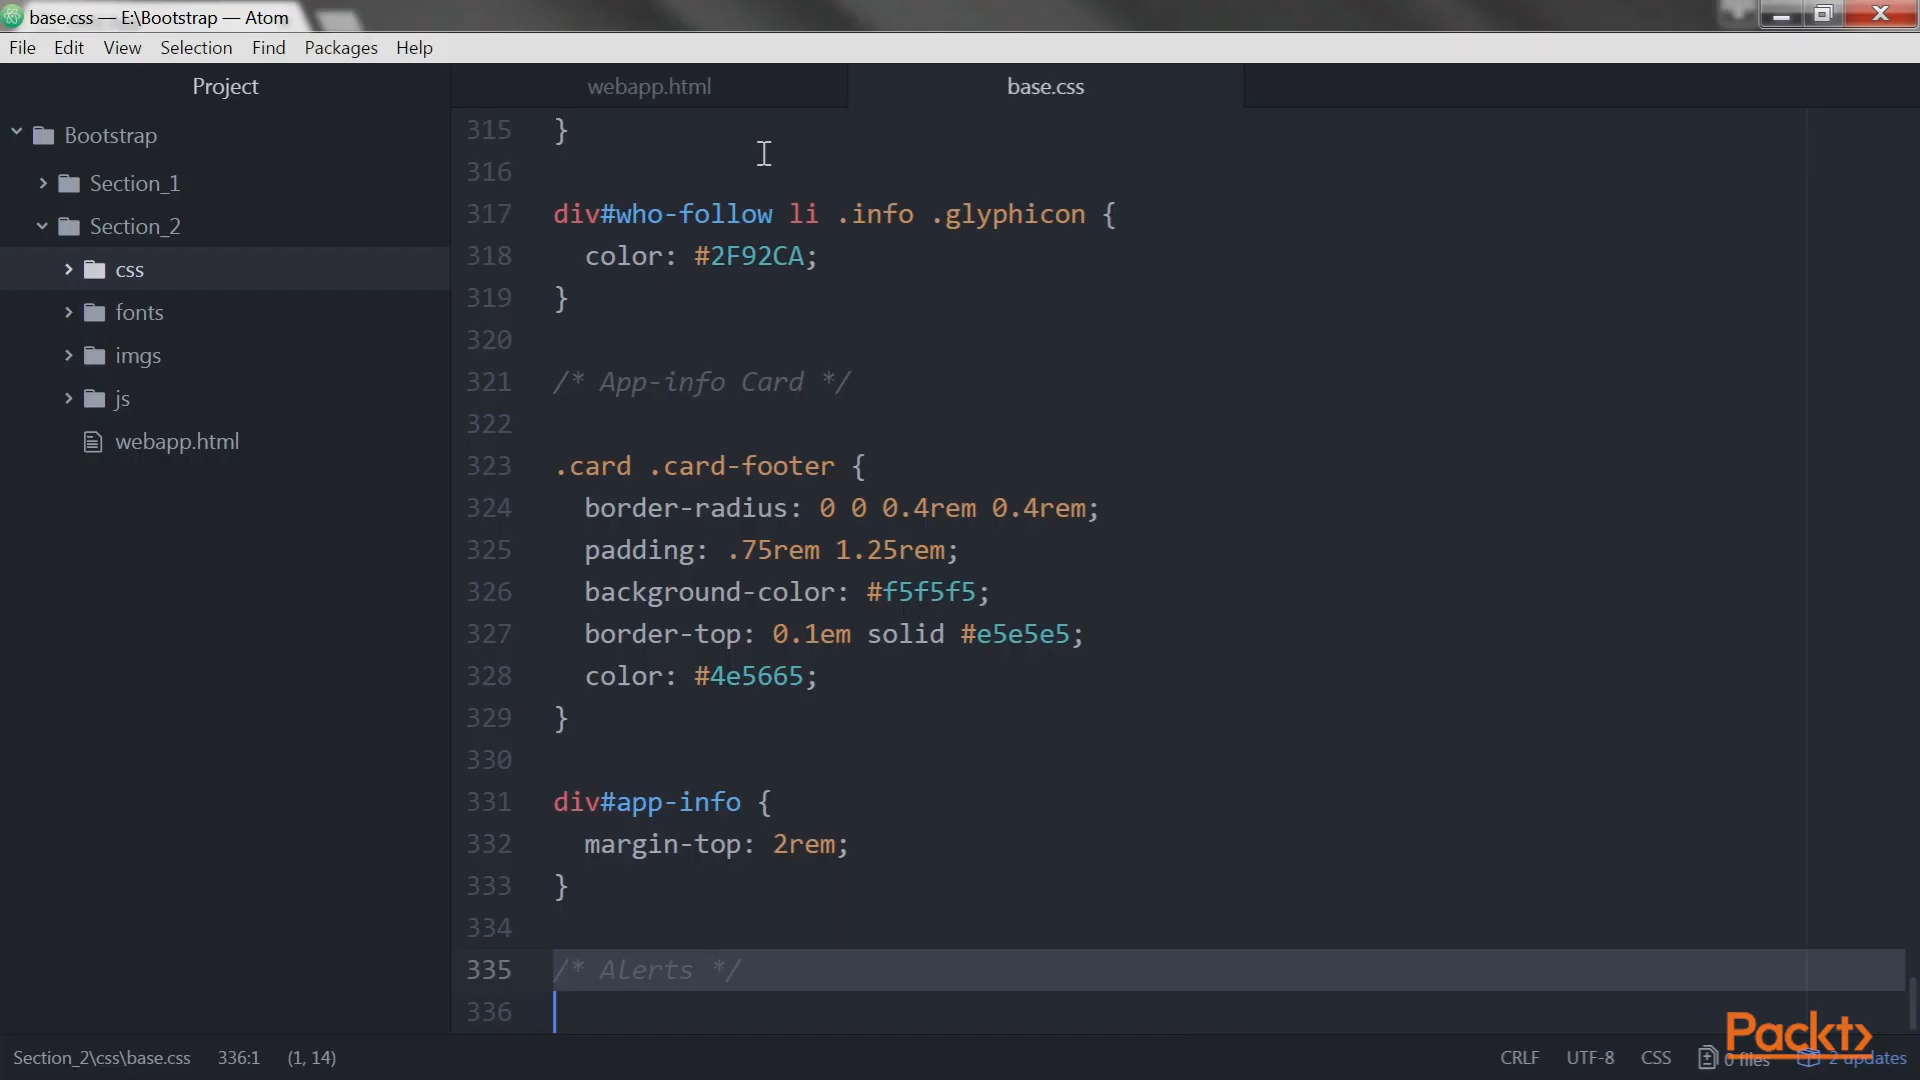 base.css — E:\Bootstrap — Atom
File Edit View Selection Find Packages Help
Project
Bootstrap
Section_1
Section_2
css
fonts
imgs
js
webapp.html
webapp.html base.css
315 }
316
317 div#who-follow li .info .glyphicon {
318 color: #2F92CA;
319 }
320
321 /* App-info Card */
322
323 .card .card-footer {
324 border-radius: 0 0 0.4rem 0.4rem;
325 padding: .75rem 1.25rem;
326 background-color: #f5f5f5;
327 border-top: 0.1em solid #e5e5e5;
328 color: #4e5665;
329 }
330
331 div#app-info {
332 margin-top: 2rem;
333 }
334
335 /* Alerts */
336
Packt>
Section_2\css\base.css 336:1 (1, 14) CRLF UTF-8 CSS 0 files 2 updates